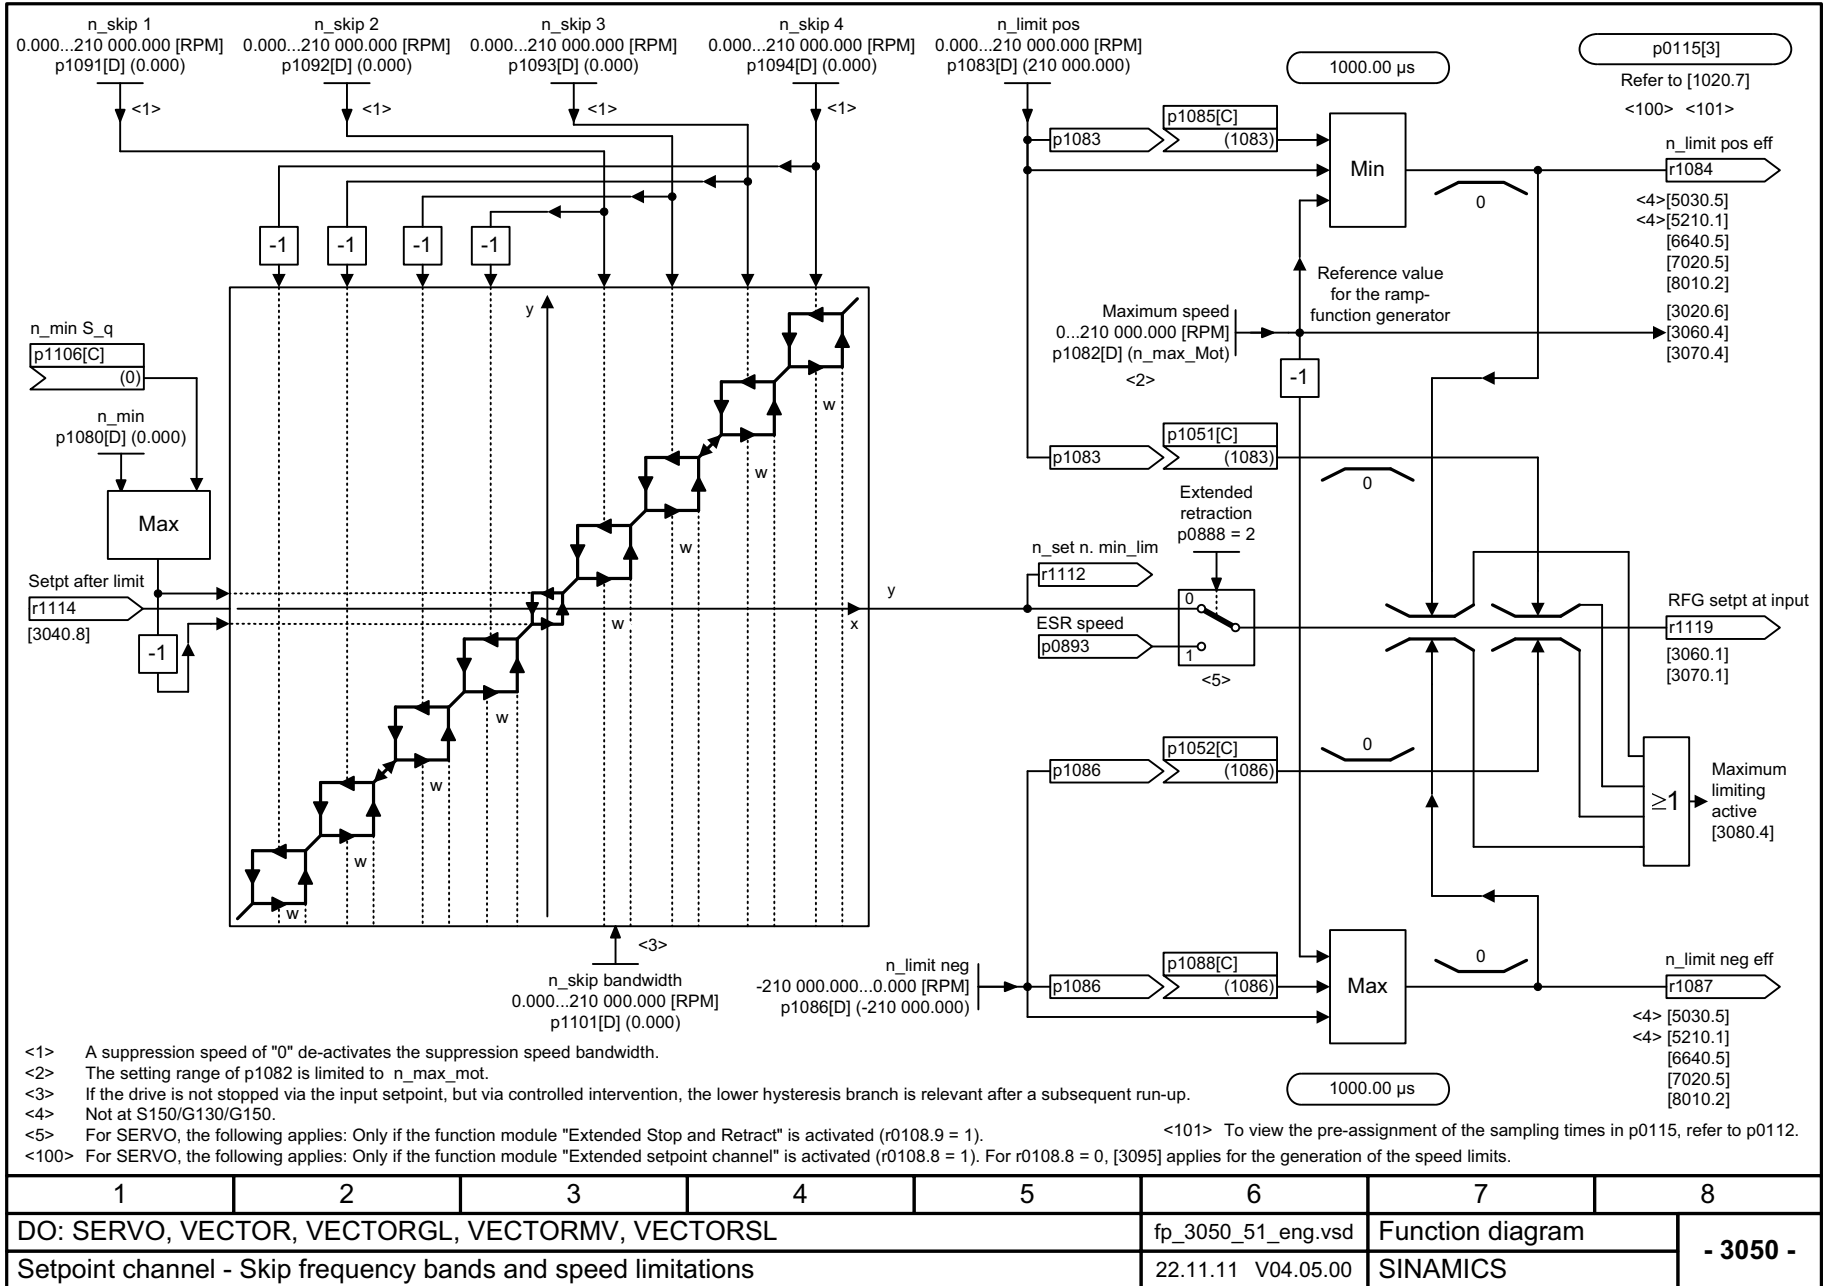 n_skip 1
0.000...210 000.000 [RPM]
p1091[D] (0.000)
<1>
n_skip 2
0.000...210 000.000 [RPM]
p1092[D] (0.000)
<1>
n_skip 3
0.000...210 000.000 [RPM]
p1093[D] (0.000)
<1>
n_skip 4
0.000...210 000.000 [RPM]
p1094[D] (0.000)
<1>
n_limit pos
0.000...210 000.000 [RPM]
p1083[D] (210 000.000)
1000.00 µs
p0115[3]
Refer to [1020.7]
<100> <101>
p1083
p1085[C]
(1083)
Min
0
n_limit pos eff
r1084
<4>[5030.5]
<4>[5210.1]
[6640.5]
[7020.5]
[8010.2]
-1
-1
-1
-1
Reference value
for the ramp-
function generator
Maximum speed
0...210 000.000 [RPM]
p1082[D] (n_max_Mot)
<2>
[3020.6]
[3060.4]
[3070.4]
-1
n_min S_q
p1106[C]
(0)
n_min
p1080[D] (0.000)
Max
Setpt after limit
r1114
[3040.8]
-1
y
y
x
w
w
w
w
w
w
w
w
p1083
p1051[C]
(1083)
0
Extended
retraction
p0888 = 2
n_set n. min_lim
r1112
ESR speed
p0893
0
1
<5>
RFG setpt at input
r1119
[3060.1]
[3070.1]
p1086
p1052[C]
(1086)
0
≥1
Maximum
limiting
active
[3080.4]
<3>
n_skip bandwidth
0.000...210 000.000 [RPM]
p1101[D] (0.000)
n_limit neg
-210 000.000...0.000 [RPM]
p1086[D] (-210 000.000)
p1086
p1088[C]
(1086)
Max
0
n_limit neg eff
r1087
<4> [5030.5]
<4> [5210.1]
[6640.5]
[7020.5]
[8010.2]
1000.00 µs
<1> A suppression speed of "0" de-activates the suppression speed bandwidth.
<2> The setting range of p1082 is limited to n_max_mot.
<3> If the drive is not stopped via the input setpoint, but via controlled intervention, the lower hysteresis branch is relevant after a subsequent run-up.
<4> Not at S150/G130/G150.
<5> For SERVO, the following applies: Only if the function module "Extended Stop and Retract" is activated (r0108.9 = 1).
<101> To view the pre-assignment of the sampling times in p0115, refer to p0112.
<100> For SERVO, the following applies: Only if the function module "Extended setpoint channel" is activated (r0108.8 = 1). For r0108.8 = 0, [3095] applies for the generation of the speed limits.
1 2 3 4 5 6 7 8
DO: SERVO, VECTOR, VECTORGL, VECTORMV, VECTORSL
fp_3050_51_eng.vsd
Function diagram
- 3050 -
Setpoint channel - Skip frequency bands and speed limitations
22.11.11 V04.05.00
SINAMICS